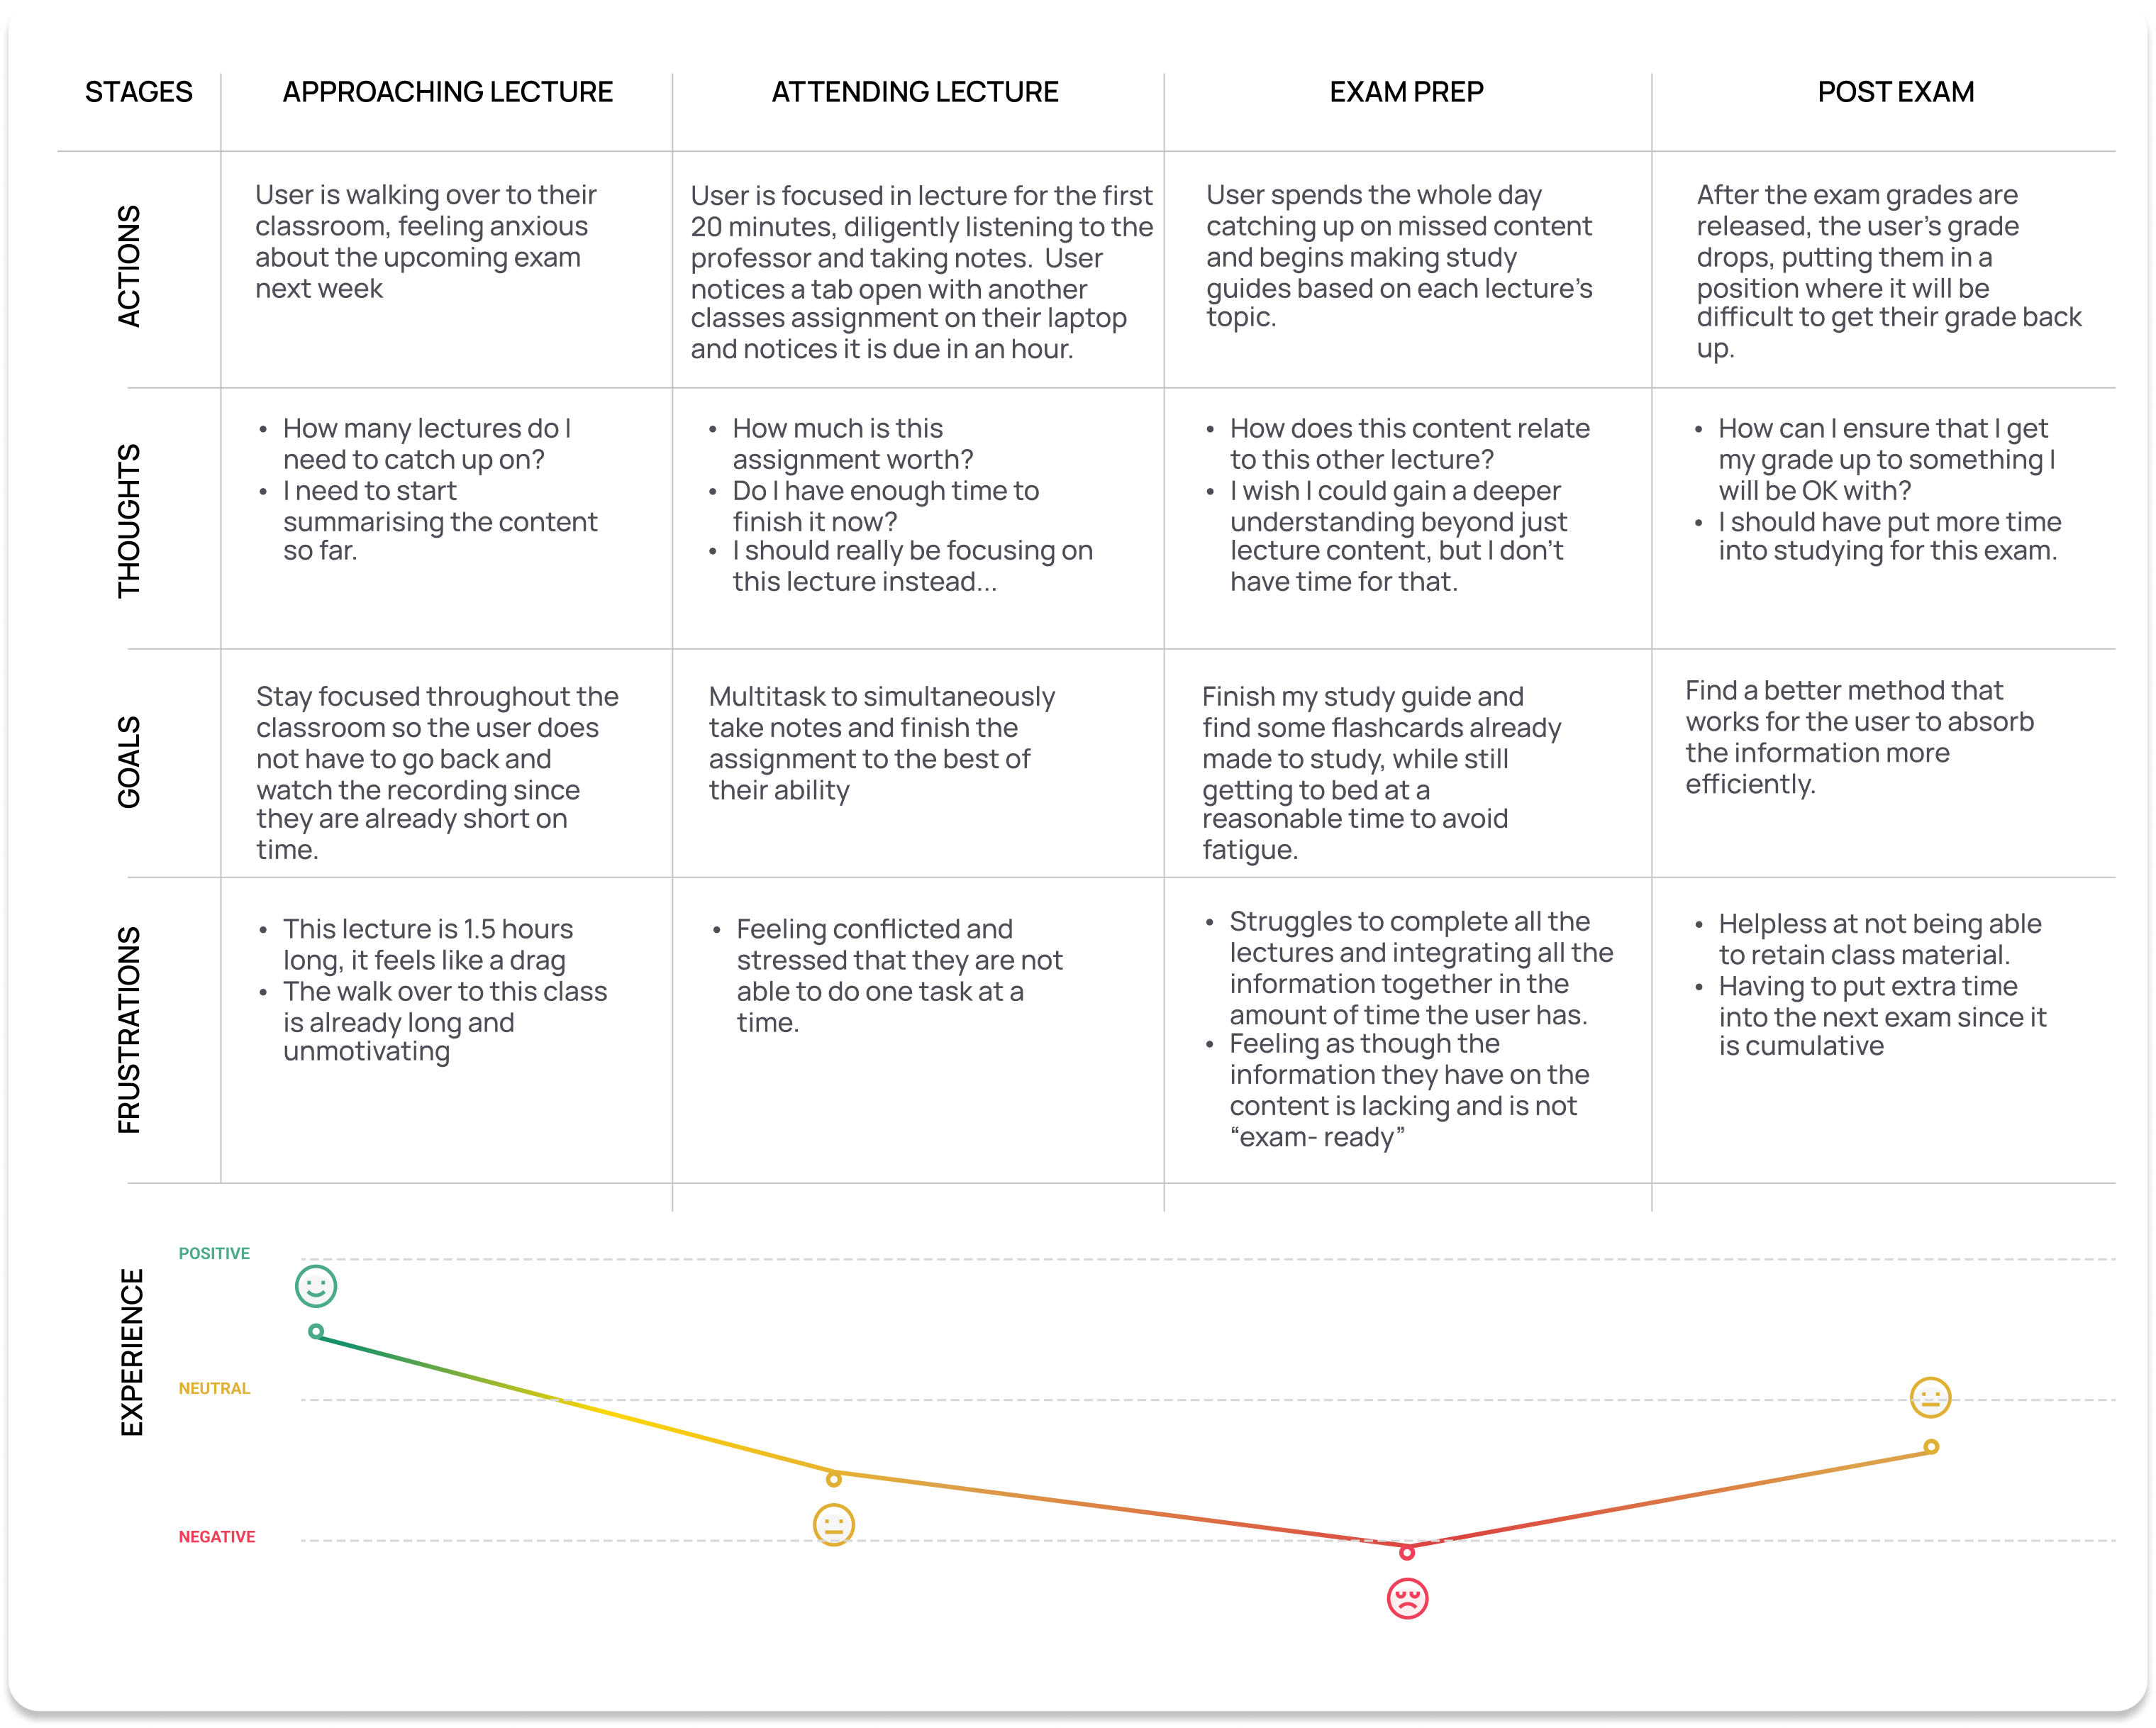 STAGES
APPROACHING LECTURE
ATTENDING LECTURE
EXAM PREP
POST EXAM
ACTIONS
User is walking over to their
classroom, feeling anxious
about the upcoming exam
next week
User is focused in lecture for the first
20 minutes, diligently listening to the
professor and taking notes.  User
notices a tab open with another
classes assignment on their laptop
and notices it is due in an hour.
User spends the whole day
catching up on missed content
and begins making study
guides based on each lecture’s
topic.
After the exam grades are
released, the user’s grade
drops, putting them in a
position where it will be
difficult to get their grade back
up.
THOUGHTS
• How many lectures do I
need to catch up on?
• I need to start
summarising the content
so far.
• How much is this
assignment worth?
• Do I have enough time to
finish it now?
• I should really be focusing on
this lecture instead...
• How does this content relate
to this other lecture?
• I wish I could gain a deeper
understanding beyond just
lecture content, but I don’t
have time for that.
• How can I ensure that I get
my grade up to something I
will be OK with?
• I should have put more time
into studying for this exam.
GOALS
Stay focused throughout the
classroom so the user does
not have to go back and
watch the recording since
they are already short on
time.
Multitask to simultaneously
take notes and finish the
assignment to the best of
their ability
Finish my study guide and
find some flashcards already
made to study, while still
getting to bed at a
reasonable time to avoid
fatigue.
Find a better method that
works for the user to absorb
the information more
efficiently.
FRUSTRATIONS
• This lecture is 1.5 hours
long, it feels like a drag
• The walk over to this class
is already long and
unmotivating
• Feeling conflicted and
stressed that they are not
able to do one task at a
time.
• Struggles to complete all the
lectures and integrating all the
information together in the
amount of time the user has.
• Feeling as though the
information they have on the
content is lacking and is not
“exam- ready”
• Helpless at not being able
to retain class material.
• Having to put extra time
into the next exam since it
is cumulative
EXPERIENCE
POSITIVE
NEUTRAL
NEGATIVE